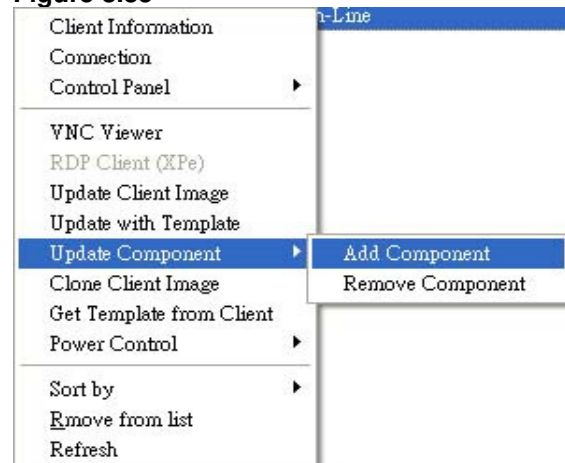 n-Line
Client Information
Connection
Control Panel
VNC Viewer
RDP Client (XPe)
Update Client Image
Update with Template
Update Component
Add Component
Clone Client Image
Remove Component
Get Template from Client
Power Control
Sort by
Rmove from list
Refresh